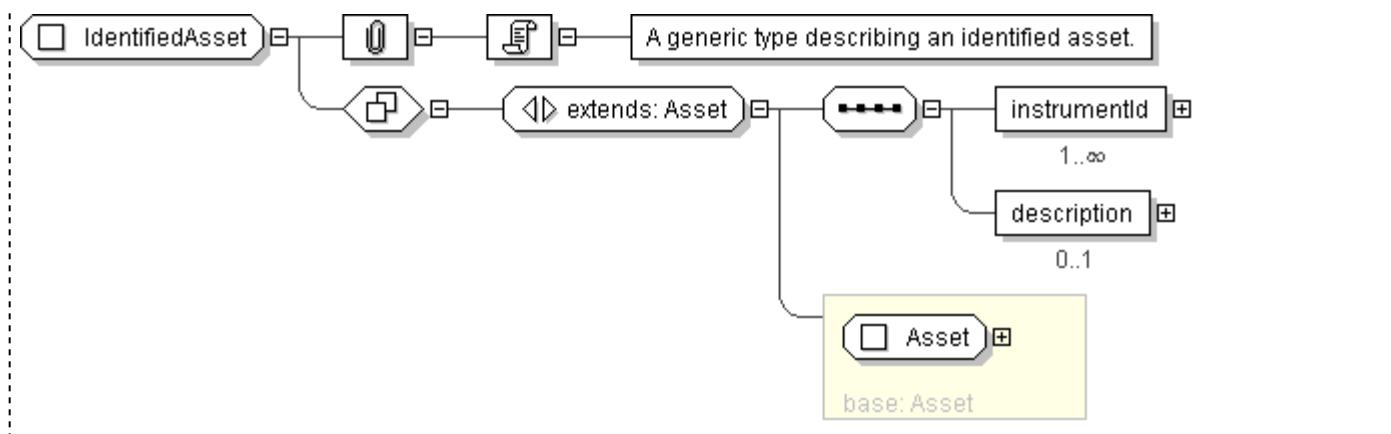 IdentifiedAsset
A generic type describing an identified asset.
extends: Asset
instrumentId
1..∞
description
0..1
Asset
base: Asset